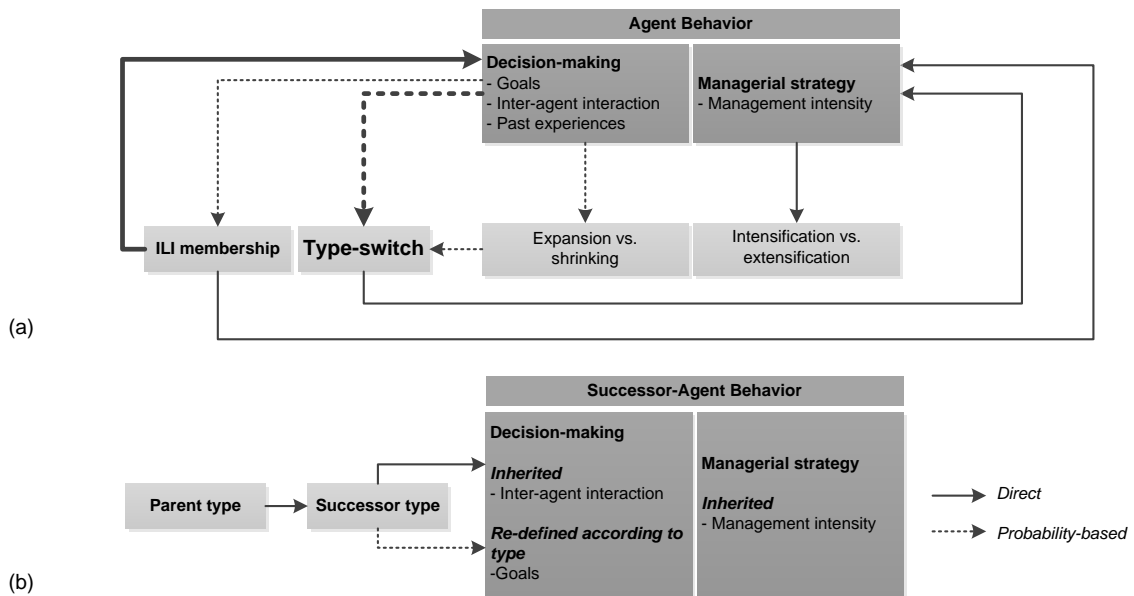 Agent Behavior
Decision-making
- Goals
- Inter-agent interaction
- Past experiences
Managerial strategy
- Management intensity
ILI membership
Type-switch
Expansion vs.
shrinking
Intensification vs.
extensification
(a)
Successor-Agent Behavior
Decision-making
Inherited
- Inter-agent interaction
Re-defined according to
type
-Goals
Managerial strategy
Inherited
- Management intensity
Parent type
Successor type
Direct
Probability-based
(b)